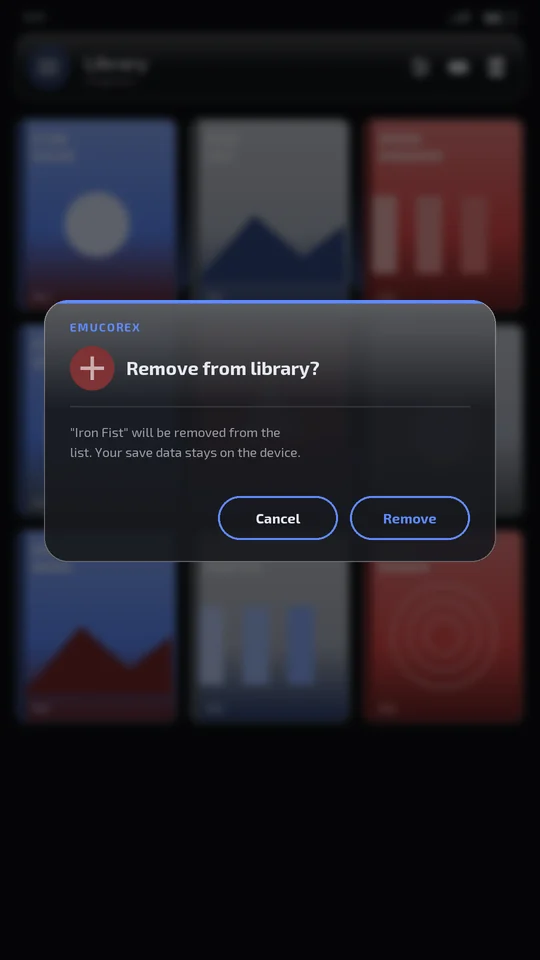 Library
EMUCOREX
Remove from library?
"Iron Fist" will be removed from the
list. Your save data stays on the device.
Cancel
Remove